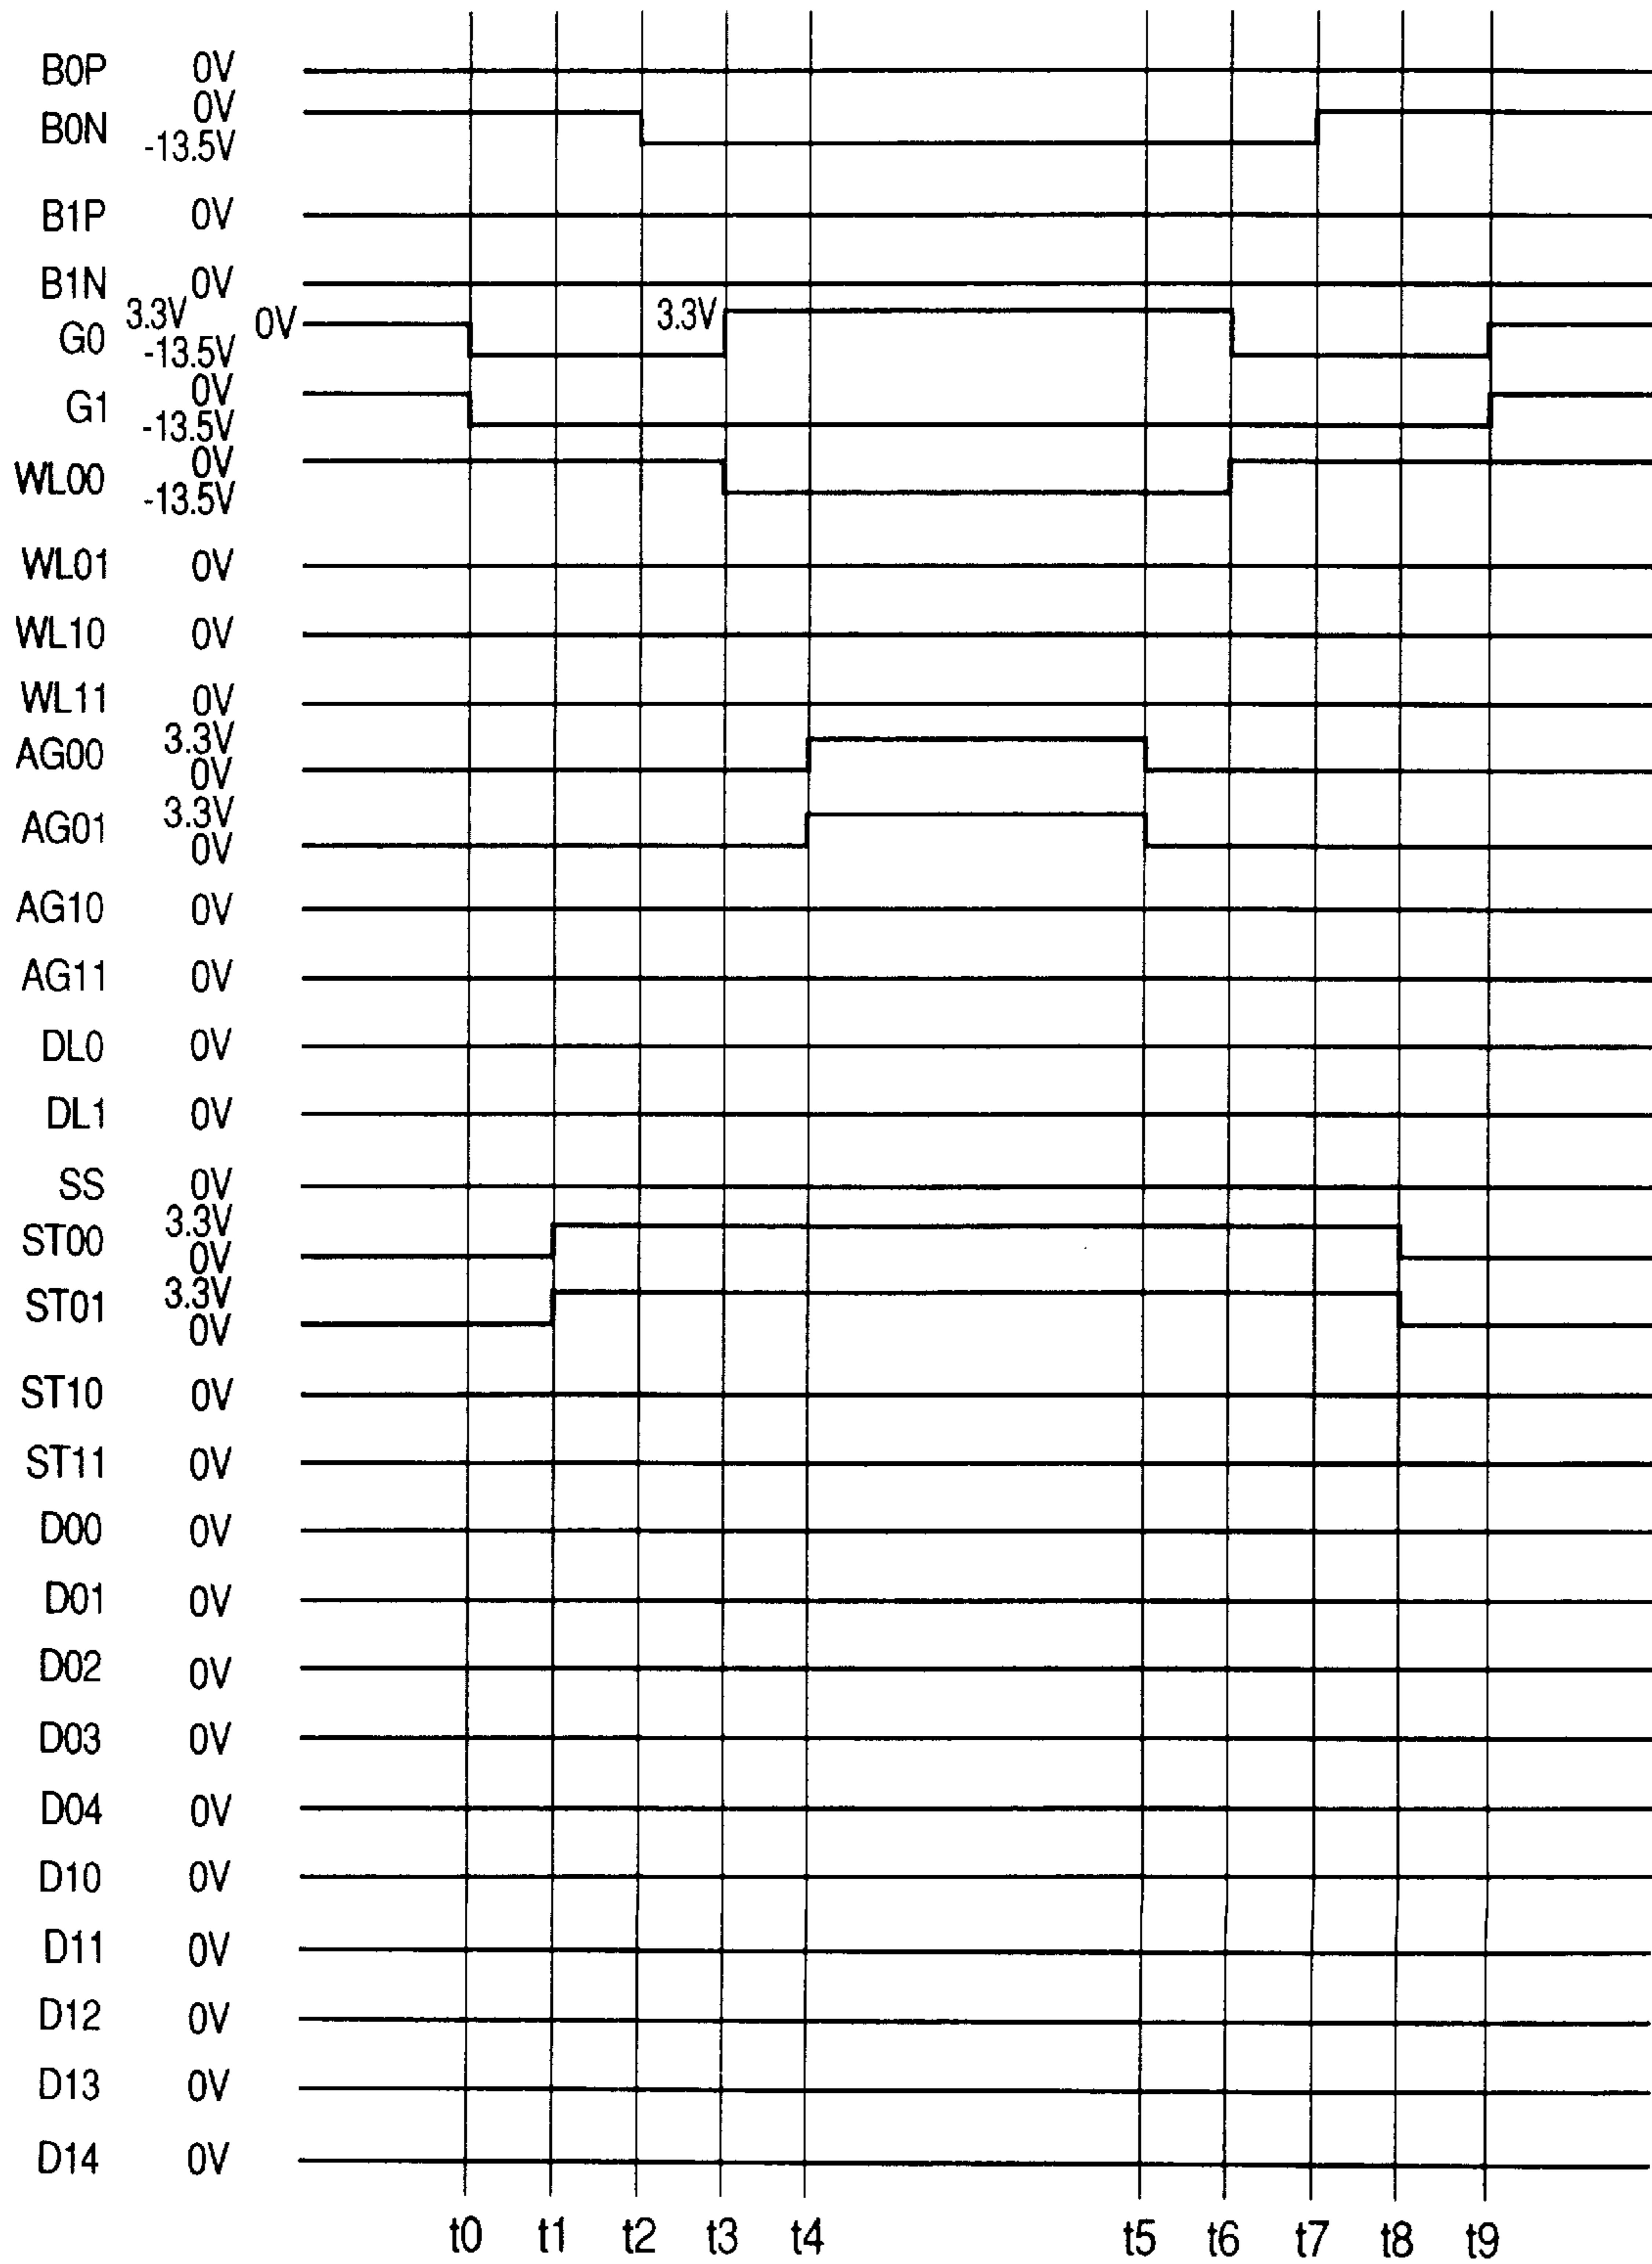 B0P 0V
B0N 0V
-13.5V
B1P 0V
B1N 0V
G0 3.3V 0V 3.3V
-13.5V
G1 0V
-13.5V
WL00 0V
-13.5V
WL01 0V
WL10 0V
WL11 0V
AG00 3.3V
0V
AG01 3.3V
0V
AG10 0V
AG11 0V
DL0 0V
DL1 0V
SS 0V
ST00 3.3V
0V
ST01 3.3V
0V
ST10 0V
ST11 0V
D00 0V
D01 0V
D02 0V
D03 0V
D04 0V
D10 0V
D11 0V
D12 0V
D13 0V
D14 0V
t0 t1 t2 t3 t4 t5 t6 t7 t8 t9